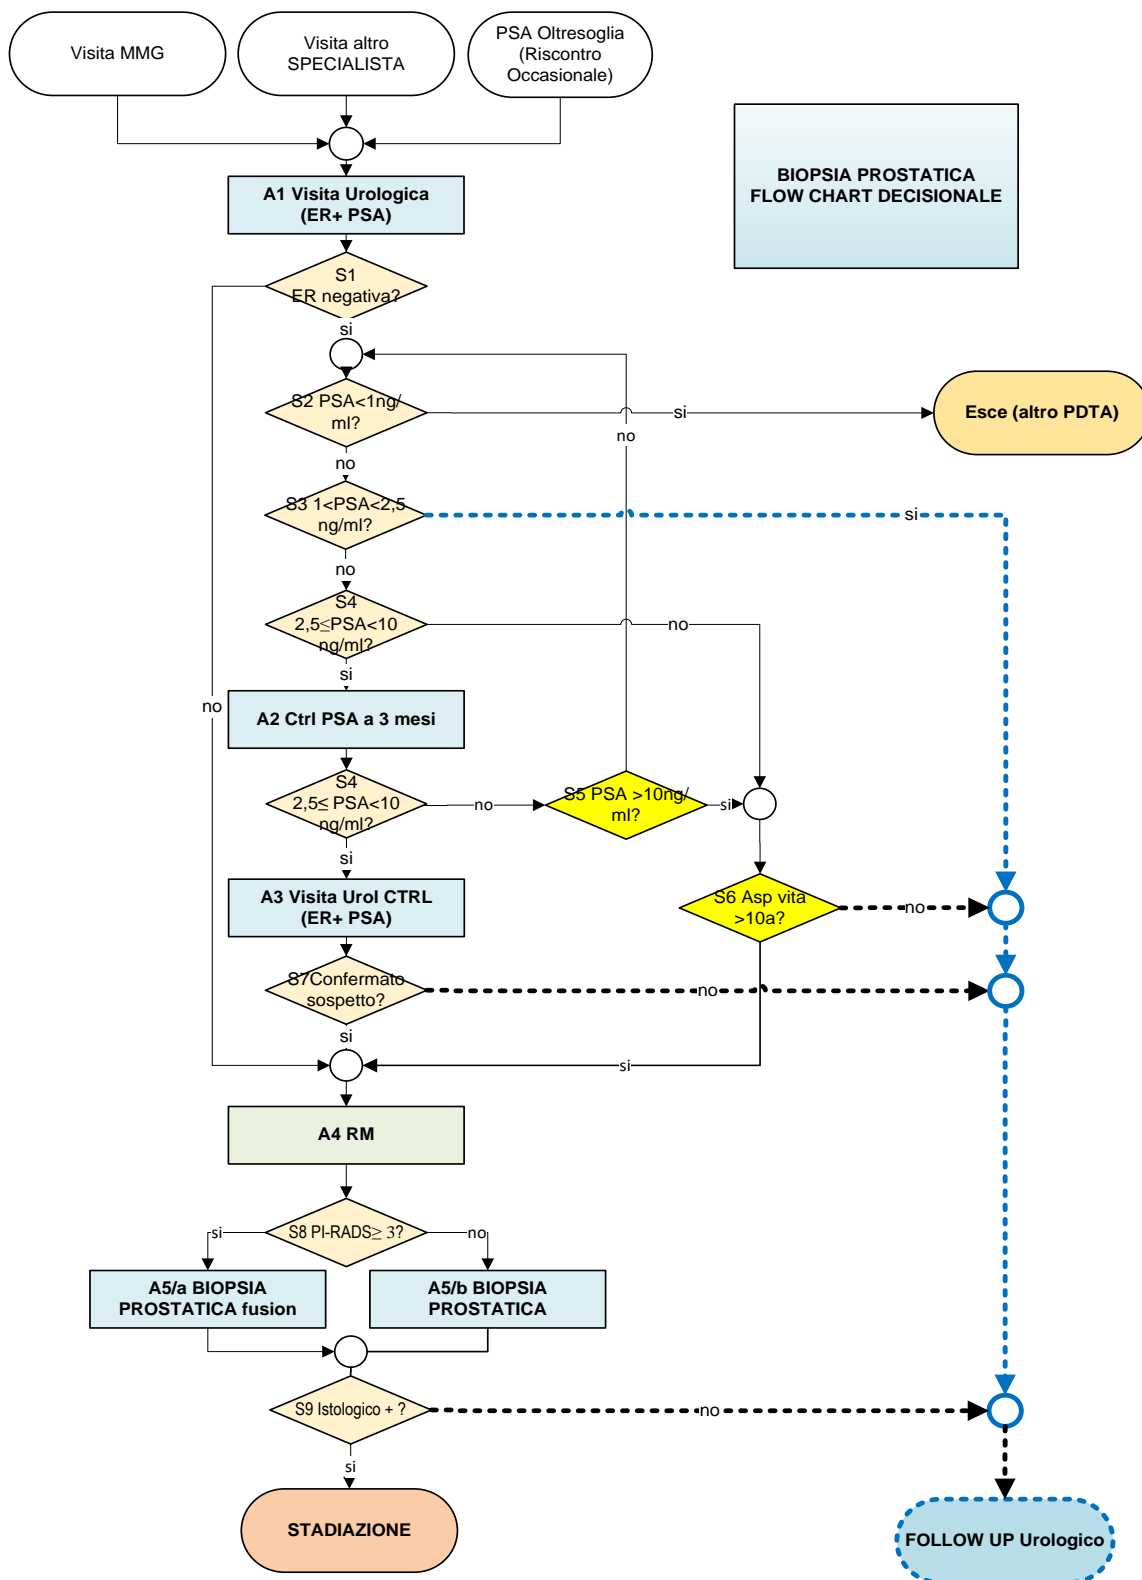 Visita MMG
Visita altro
SPECIALISTA
PSA Oltresoglia
(Riscontro
Occasionale)
BIOPSIA PROSTATICA
FLOW CHART DECISIONALE
A1 Visita Urologica
(ER+ PSA)
S1
ER negativa?
si
S2 PSA<1ng/
ml?
si
Esce (altro PDTA)
no
no
S3 1<PSA<2,5
ng/ml?
si
no
S4
2,5≤PSA<10
ng/ml?
no
si
no
A2 Ctrl PSA a 3 mesi
S4
2,5≤ PSA<10
ng/ml?
no
S5 PSA >10ng/
ml?
si
si
A3 Visita Urol CTRL
(ER+ PSA)
S6 Asp vita
>10a?
no
S7Confermato
sospetto?
no
si
si
A4 RM
S8 PI-RADS≥ 3?
si
no
A5/a BIOPSIA
PROSTATICA fusion
A5/b BIOPSIA
PROSTATICA
S9 Istologico + ?
no
si
STADIAZIONE
FOLLOW UP Urologico